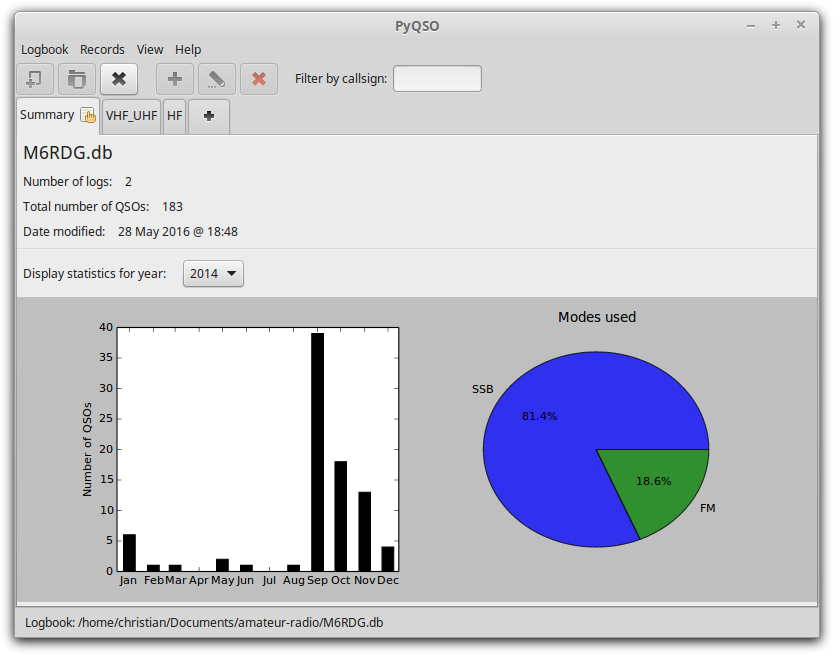 PyQSO
Logbook Records View Help
Filter by callsign:
Summary VHF_UHF HF
M6RDG.db
Number of logs: 2
Total number of QSOs: 183
Date modified: 28 May 2016 @ 18:48
Display statistics for year: 2014
Modes used
40
35
30
25
20
15
10
5
0
Number of QSOs
Jan Feb Mar Apr May Jun Jul Aug Sep Oct Nov Dec
SSB
81.4%
18.6%
FM
Logbook: /home/christian/Documents/amateur-radio/M6RDG.db